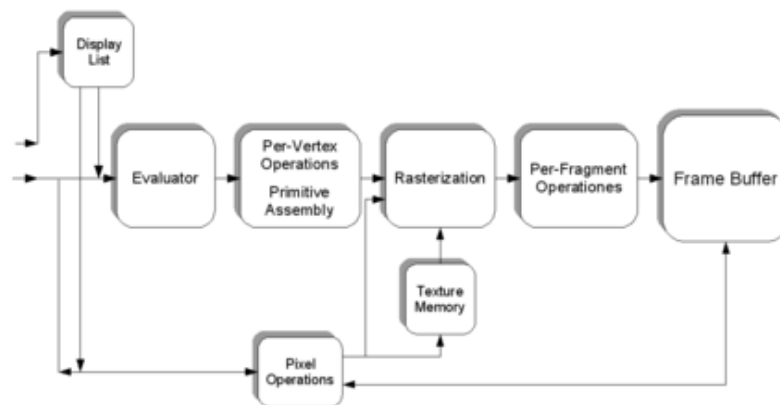 Display
List
Evaluator
Per-Vertex
Operations
Primitive
Assembly
Rasterization
Per-Fragment
Operationes
Frame Buffer
Texture
Memory
Pixel
Operations